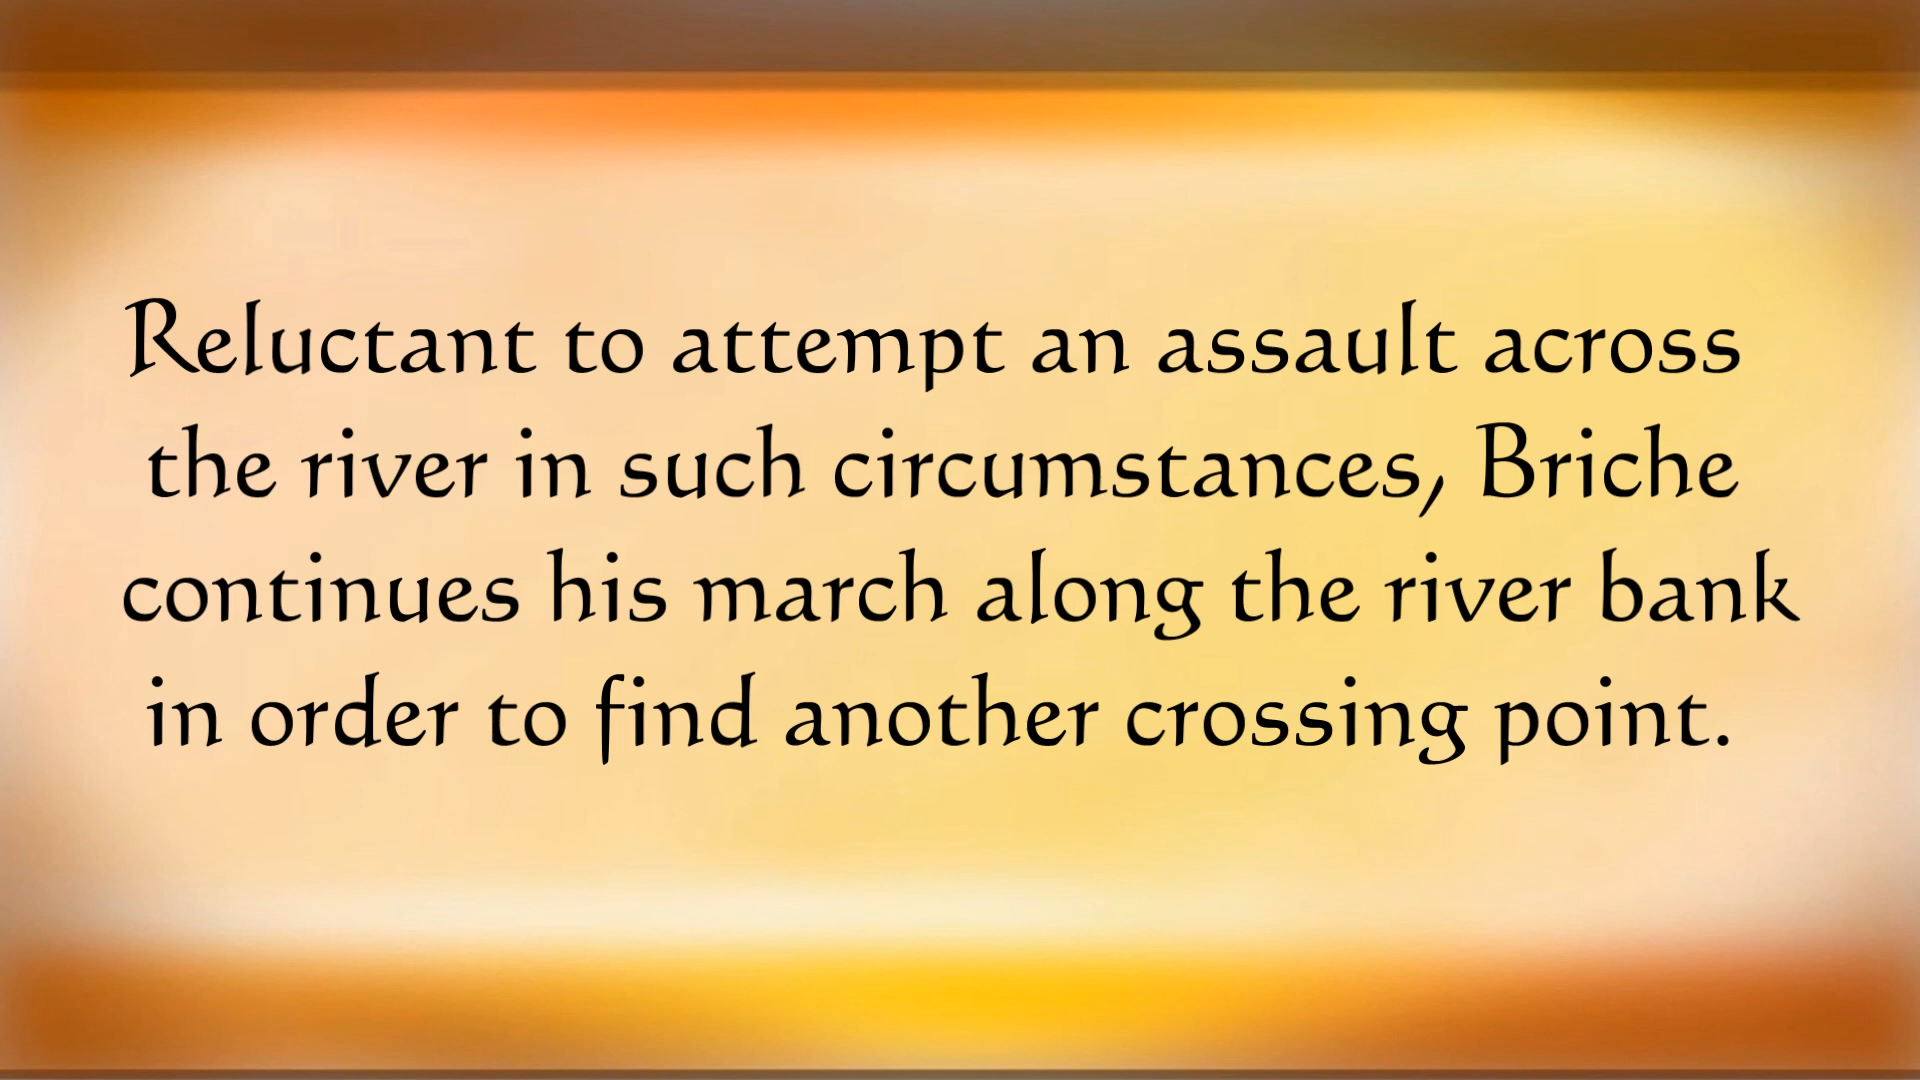 Reluctant to attempt an assault across
the river in such circumstances, Briche
continues his march along the river bank
in order to find another crossing point.